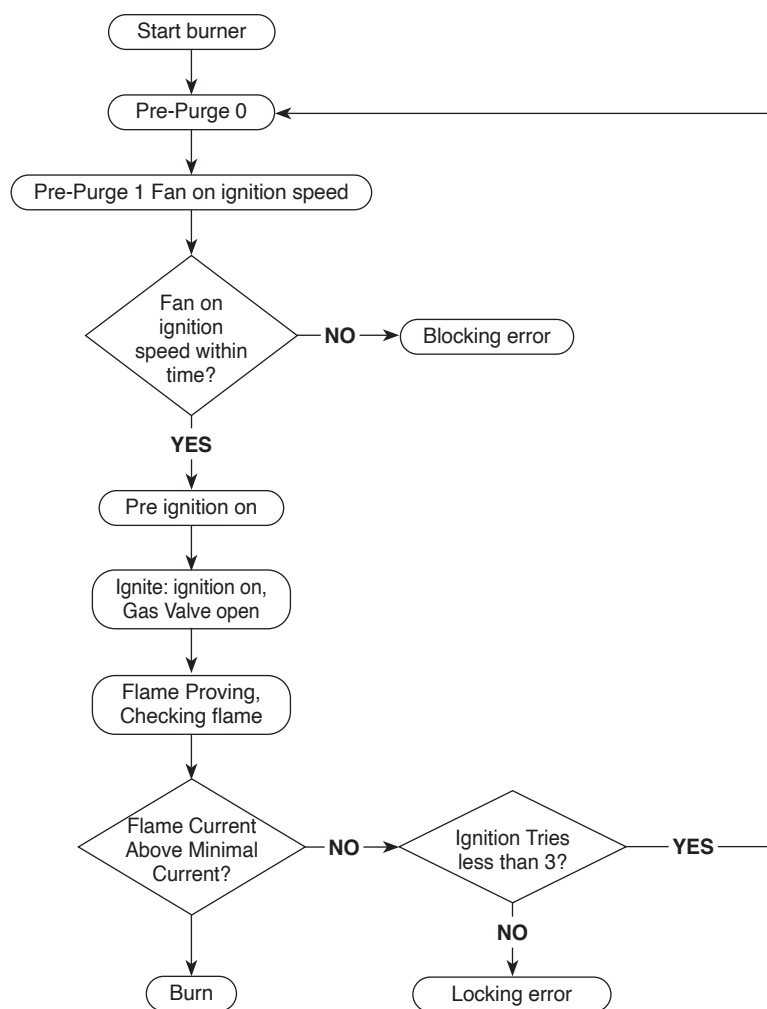 Start burner
Pre-Purge 0
Pre-Purge 1 Fan on ignition speed
Fan on
ignition
speed within
time?
NO
Blocking error
YES
Pre ignition on
Ignite: ignition on,
Gas Valve open
Flame Proving,
Checking flame
Flame Current
Above Minimal
Current?
NO
Ignition Tries
less than 3?
YES
NO
Burn
Locking error